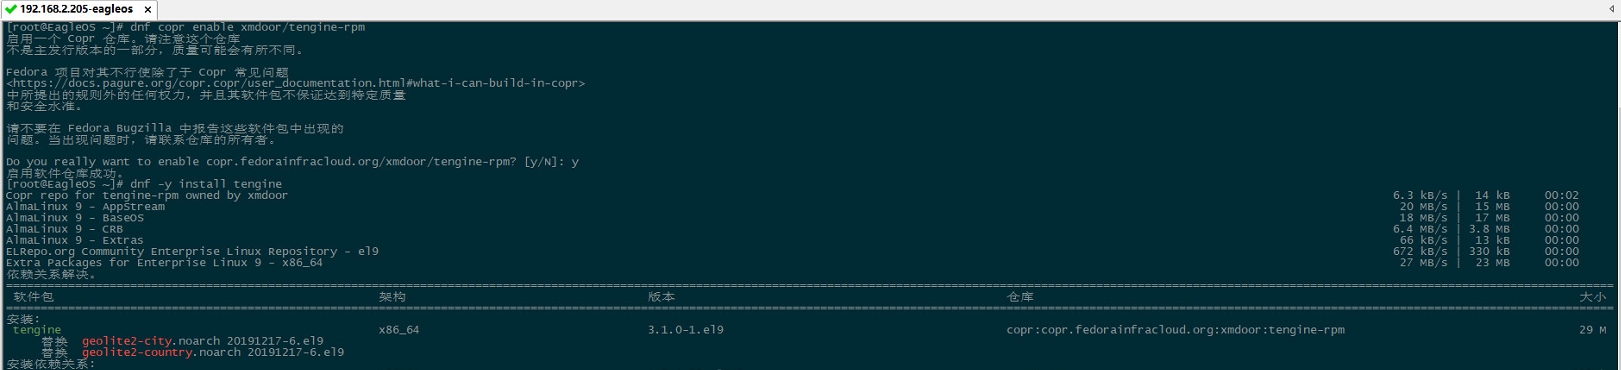 192.168.2.205-eagleos ×
[root@EagleOS ~]# dnf copr enable xmdoor/tengine-rpm
启用一个 Copr 仓库。请注意这个仓库
不是主发行版本的一部分，质量可能会有所不同。
Fedora 项目对其不行使除了于 Copr 常见问题
<https://docs.pagure.org/copr.copr/user_documentation.html#what-i-can-build-in-copr>
中所提出的规则外的任何权力，并且其软件包不保证达到特定质量
和安全水准。
请不要在 Fedora Bugzilla 中报告这些软件包中出现的
问题。当出现问题时，请联系仓库的所有者。
Do you really want to enable copr.fedorainfracloud.org/xmdoor/tengine-rpm? [y/N]: y
启用软件仓库成功。
[root@EagleOS ~]# dnf -y install tengine
Copr repo for tengine-rpm owned by xmdoor 6.3 kB/s | 14 kB 00:02
AlmaLinux 9 - AppStream 20 MB/s | 15 MB 00:00
AlmaLinux 9 - BaseOS 18 MB/s | 17 MB 00:00
AlmaLinux 9 - CRB 6.4 MB/s | 3.8 MB 00:00
AlmaLinux 9 - Extras 66 kB/s | 13 kB 00:00
ELRepo.org Community Enterprise Linux Repository - el9 672 kB/s | 330 kB 00:00
Extra Packages for Enterprise Linux 9 - x86_64 27 MB/s | 23 MB 00:00
依赖关系解决。
软件包 架构 版本 仓库 大小
安装:
tengine x86_64 3.1.0-1.el9 copr:copr.fedorainfracloud.org:xmdoor:tengine-rpm 29 M
替换 geolite2-city.noarch 20191217-6.el9
替换 geolite2-country.noarch 20191217-6.el9
安装依赖关系: